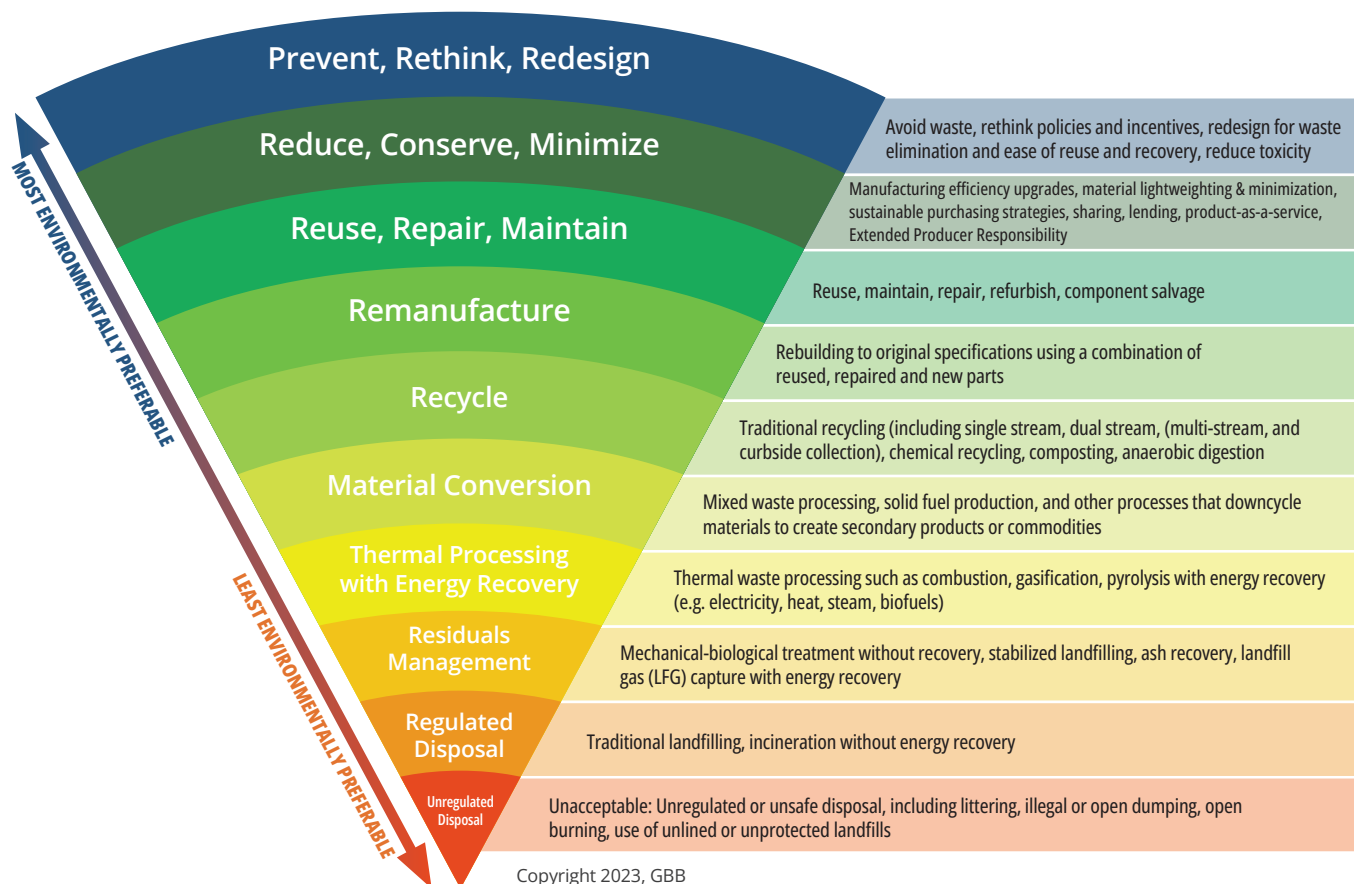 Prevent, Rethink, Redesign
Avoid waste, rethink policies and incentives, redesign for waste
elimination and ease of reuse and recovery, reduce toxicity
Reduce, Conserve, Minimize
Manufacturing efficiency upgrades, material lightweighting & minimization,
sustainable purchasing strategies, sharing, lending, product-as-a-service,
Extended Producer Responsibility
Reuse, Repair, Maintain
Reuse, maintain, repair, refurbish, component salvage
Remanufacture
Rebuilding to original specifications using a combination of
reused, repaired and new parts
Recycle
Traditional recycling (including single stream, dual stream, (multi-stream, and
curbside collection), chemical recycling, composting, anaerobic digestion
Material Conversion
Mixed waste processing, solid fuel production, and other processes that downcycle
materials to create secondary products or commodities
Thermal Processing
with Energy Recovery
Thermal waste processing such as combustion, gasification, pyrolysis with energy recovery
(e.g. electricity, heat, steam, biofuels)
Residuals
Management
Mechanical-biological treatment without recovery, stabilized landfilling, ash recovery, landfill
gas (LFG) capture with energy recovery
Regulated
Disposal
Traditional landfilling, incineration without energy recovery
Unregulated
Disposal
Unacceptable: Unregulated or unsafe disposal, including littering, illegal or open dumping, open
burning, use of unlined or unprotected landfills
MOST ENVIRONMENTALLY PREFERABLE
LEAST ENVIRONMENTALLY PREFERABLE
Copyright 2023, GBB